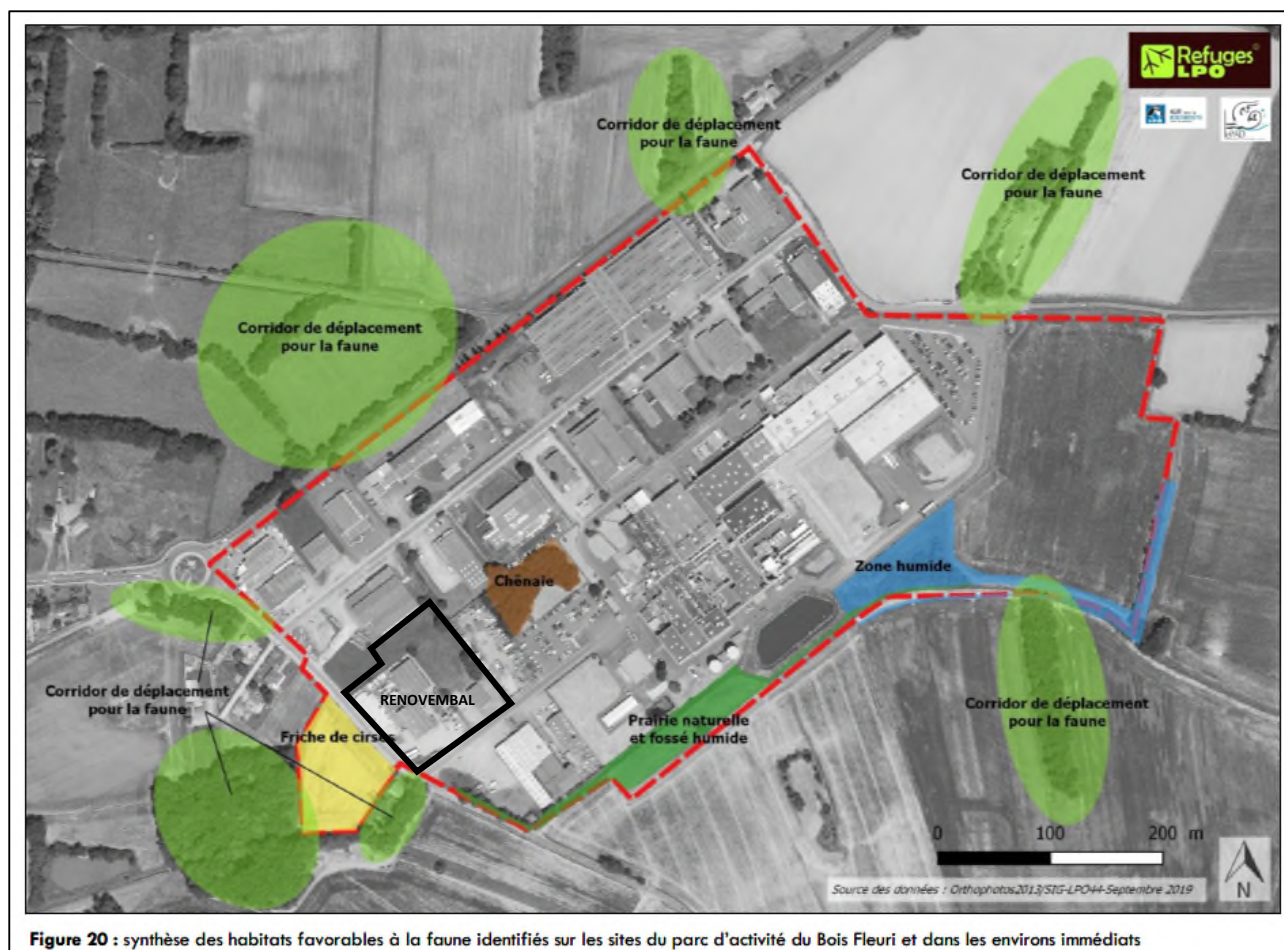 Refuges
LPO
Corridor de déplacement
pour la faune
Corridor de déplacement
pour la faune
Corridor de déplacement
pour la faune
Chênaie
Zone humide
Corridor de déplacement
pour la faune
RENOVEMBAL
Friche de cirses
Prairie naturelle
et fossé humide
Corridor de déplacement
pour la faune
0 100 200 m
Source des données : Orthophotos2013/SIG-LPO44-Septembre 2019
N
Figure 20 : synthèse des habitats favorables à la faune identifiés sur les sites du parc d'activité du Bois Fleuri et dans les environs immédiats